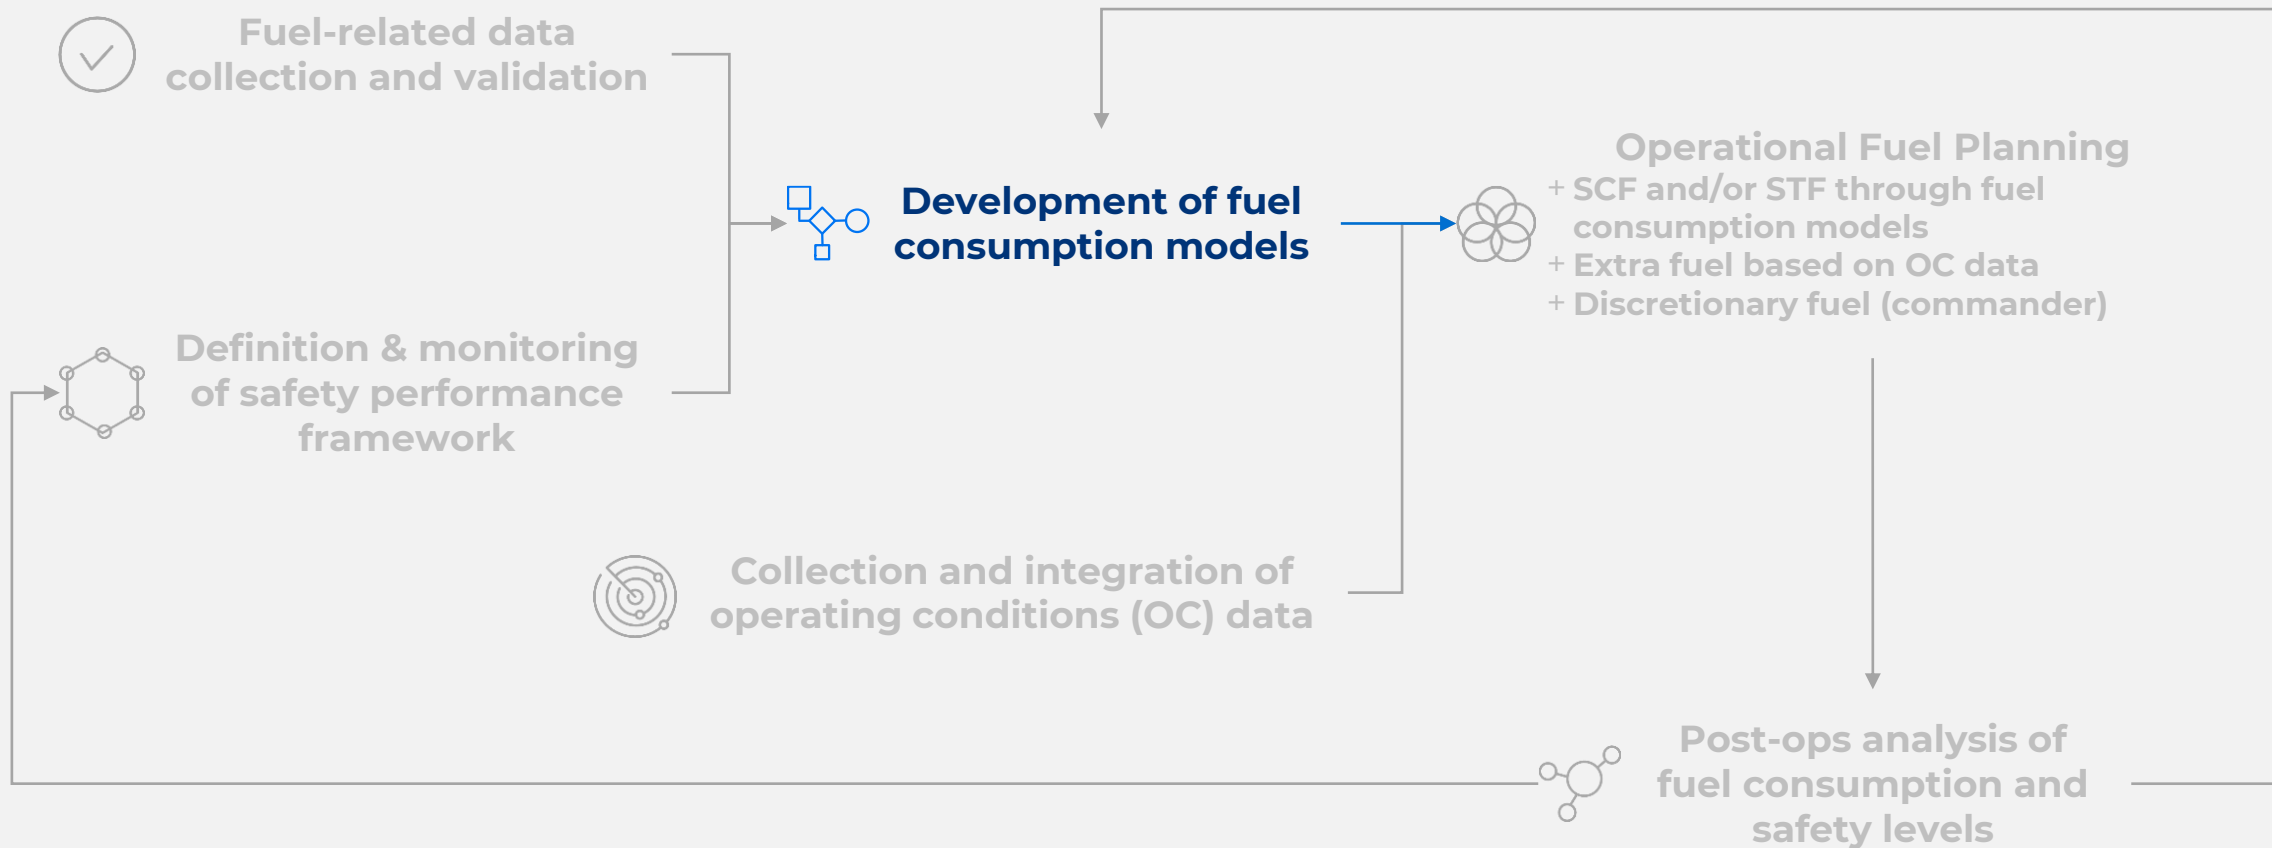 Fuel-related data
collection and validation
Development of fuel
consumption models
Operational Fuel Planning
+ SCF and/or STF through fuel
consumption models
+ Extra fuel based on OC data
+ Discretionary fuel (commander)
Definition & monitoring
of safety performance
framework
Collection and integration of
operating conditions (OC) data
Post-ops analysis of
fuel consumption and
safety levels